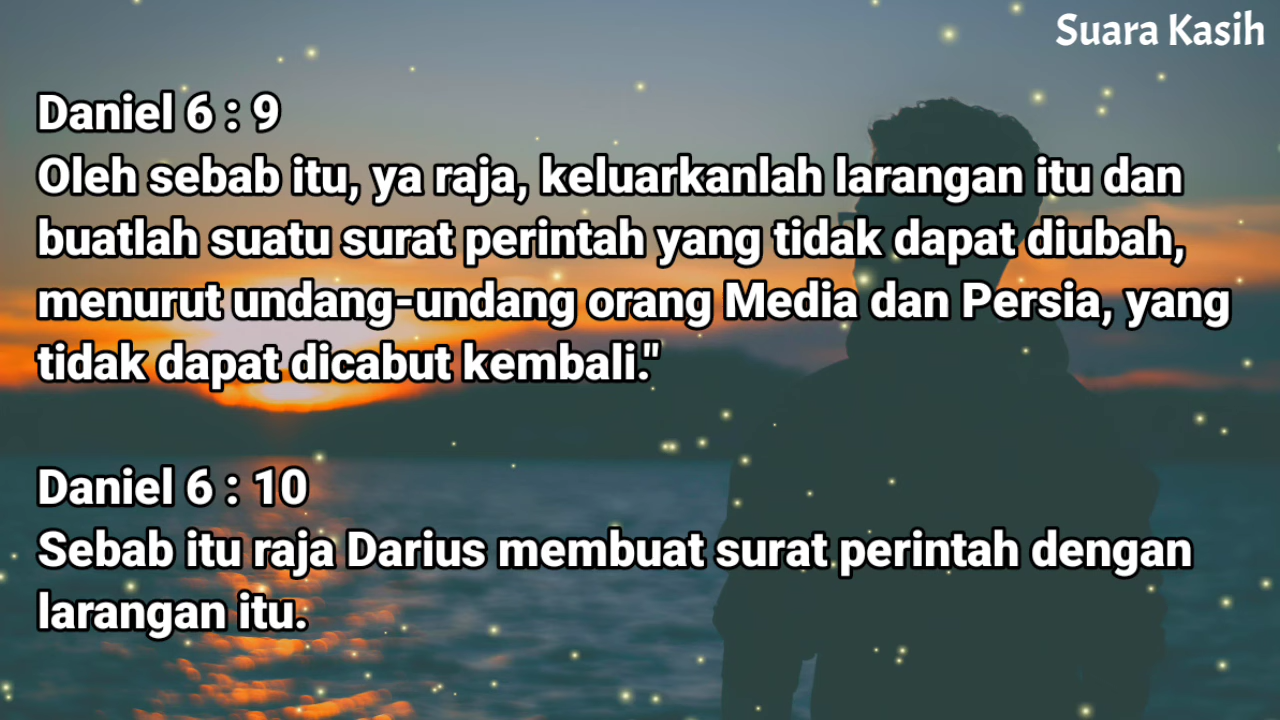 Suara Kasih
Daniel 6 : 9
Oleh sebab itu, ya raja, keluarkanlah larangan itu dan
buatlah suatu surat perintah yang tidak dapat diubah,
menurut undang-undang orang Media dan Persia, yang
tidak dapat dicabut kembali."
Daniel 6 : 10
Sebab itu raja Darius membuat surat perintah dengan
larangan itu.